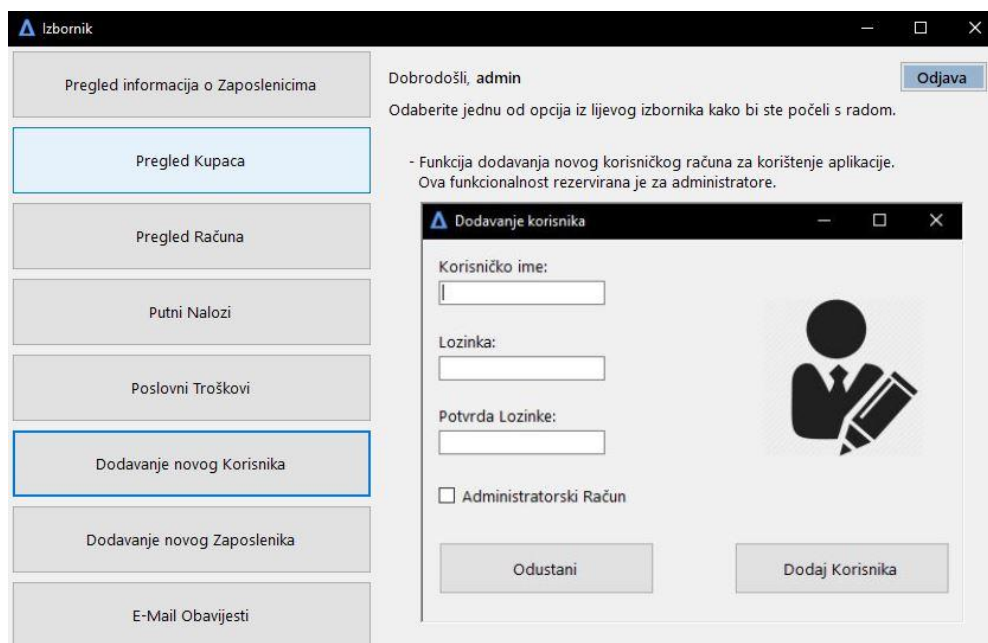 Izbornik
Pregled informacija o Zaposlenicima
Pregled Kupaca
Pregled Računa
Putni Nalozi
Poslovni Troškovi
Dodavanje novog Korisnika
Dodavanje novog Zaposlenika
E-Mail Obavijesti
Dobrodošli, admin
Odjava
Odaberite jednu od opcija iz lijevog izbornika kako bi ste počeli s radom.
- Funkcija dodavanja novog korisničkog računa za korištenje aplikacije.
Ova funkcionalnost rezervirana je za administratore.
Dodavanje korisnika
Korisničko ime:
Lozinka:
Potvrda Lozinke:
Administratorski Račun
Odustani
Dodaj Korisnika